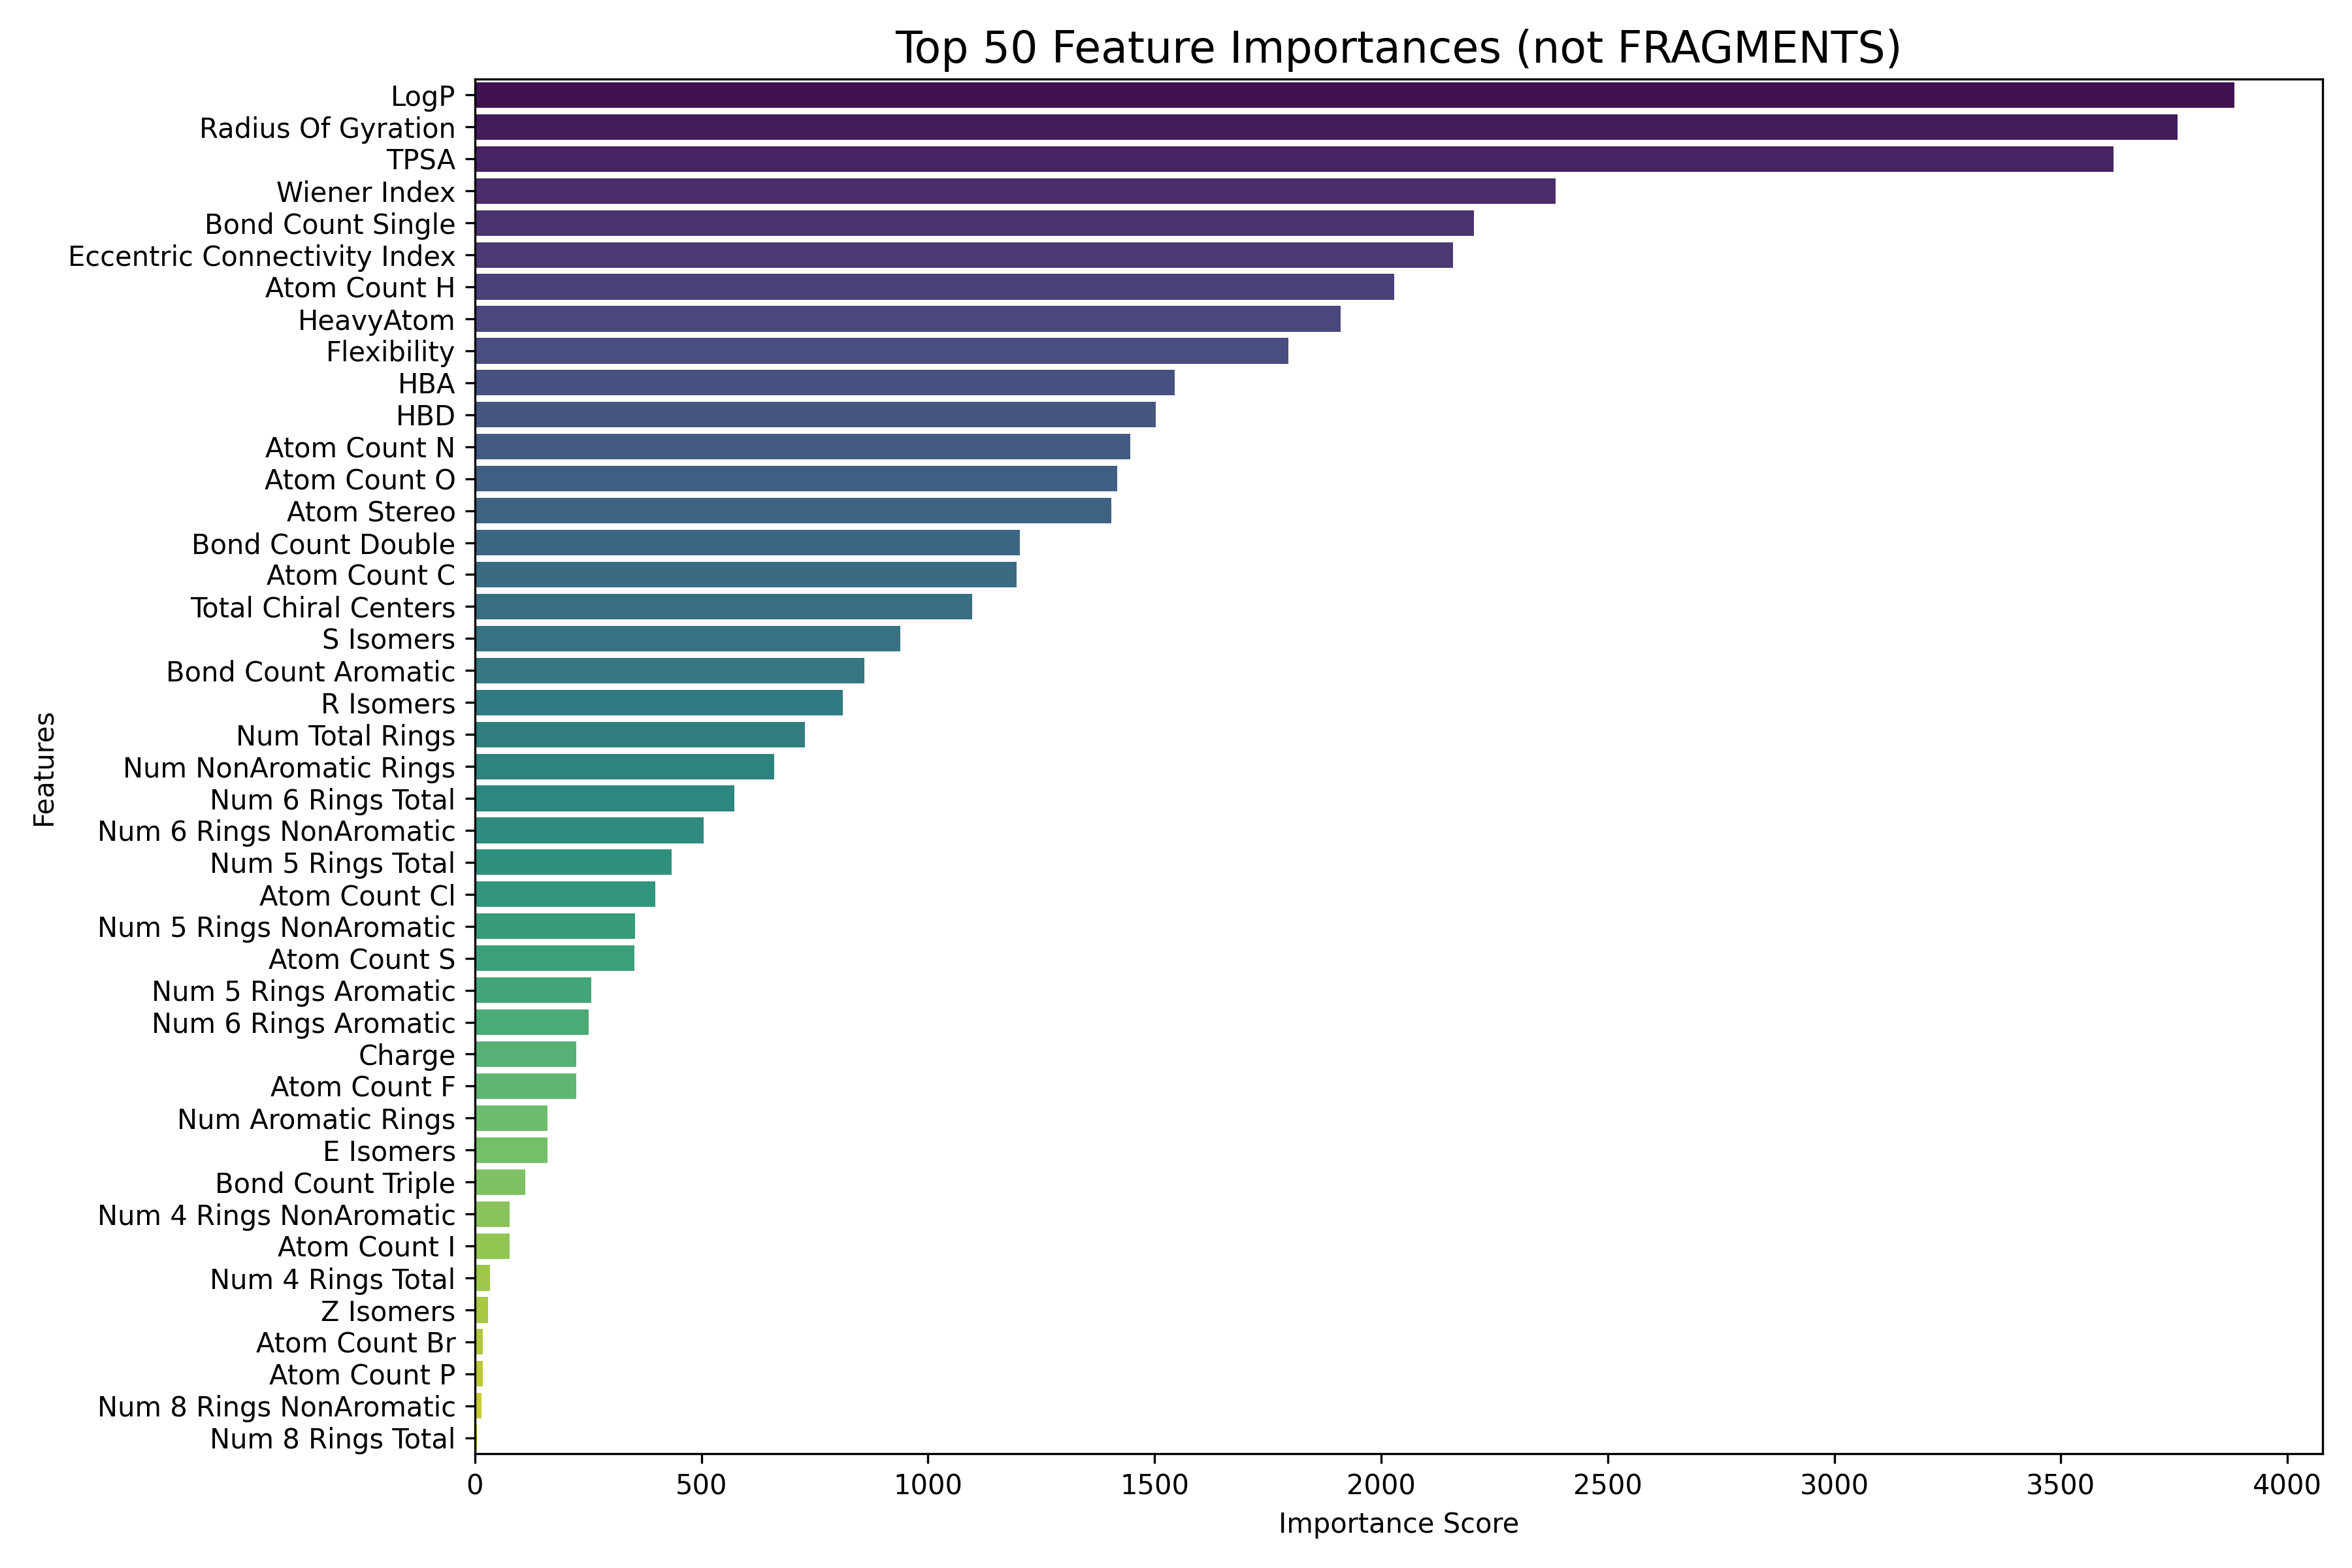 Top 50 Feature Importances (not FRAGMENTS)
LogP
Radius Of Gyration
TPSA
Wiener Index
Bond Count Single
Eccentric Connectivity Index
Atom Count H
HeavyAtom
Flexibility
HBA
HBD
Atom Count N
Atom Count O
Atom Stereo
Bond Count Double
Atom Count C
Total Chiral Centers
S Isomers
Bond Count Aromatic
R Isomers
Num Total Rings
Num NonAromatic Rings
Num 6 Rings Total
Num 6 Rings NonAromatic
Num 5 Rings Total
Atom Count Cl
Num 5 Rings NonAromatic
Atom Count S
Num 5 Rings Aromatic
Num 6 Rings Aromatic
Charge
Atom Count F
Num Aromatic Rings
E Isomers
Bond Count Triple
Num 4 Rings NonAromatic
Atom Count I
Num 4 Rings Total
Z Isomers
Atom Count Br
Atom Count P
Num 8 Rings NonAromatic
Num 8 Rings Total
Features
0 500 1000 1500 2000 2500 3000 3500 4000
Importance Score